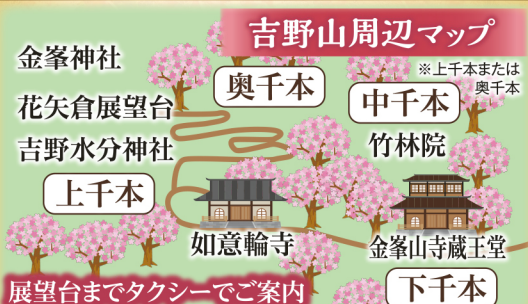 吉野山周辺マップ
※上千本または
奥千本
金峯神社
奥千本
中千本
花矢倉展望台
吉野水分神社
竹林院
上千本
如意輪寺
金峯山寺蔵王堂
展望台までタクシーでご案内
下千本